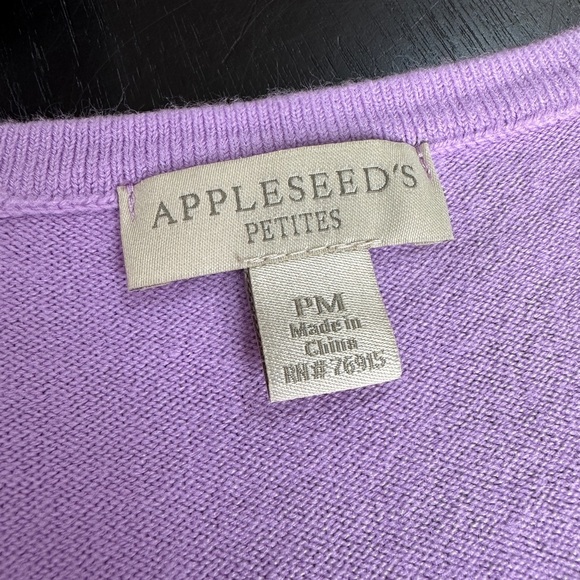 APPLESEED'S
PETITES
PM
Made in
China
RN# 76915